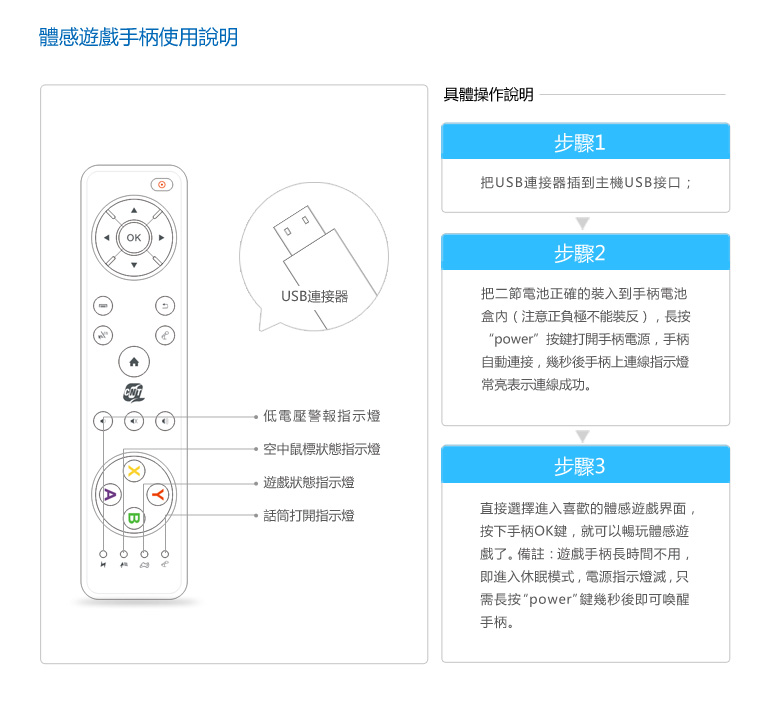 體感遊戲手柄使用說明
OK
CNIT
X
A
Y
B
USB連接器
低電壓警報指示燈
空中鼠標狀態指示燈
遊戲狀態指示燈
話筒打開指示燈
具體操作說明
步驟1
把USB連接器插到主機USB接口；
步驟2
把二節電池正確的裝入到手柄電池
盒內（注意正負極不能裝反），長按
“power”按鍵打開手柄電源，手柄
自動連接，幾秒後手柄上連線指示燈
常亮表示連線成功。
步驟3
直接選擇進入喜歡的體感遊戲界面，
按下手柄OK鍵，就可以暢玩體感遊
戲了。備註：遊戲手柄長時間不用，
即進入休眠模式，電源指示燈滅，只
需長按“power”鍵幾秒後即可喚醒
手柄。